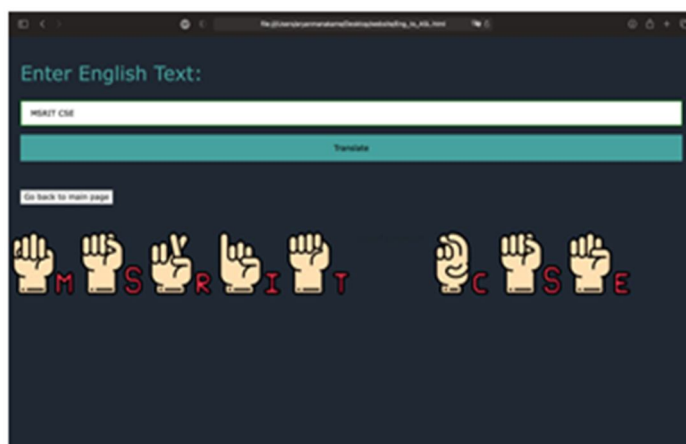 Enter English Text:
MSRIT CSE
Translate
Go back to main page
M S R I T C S E